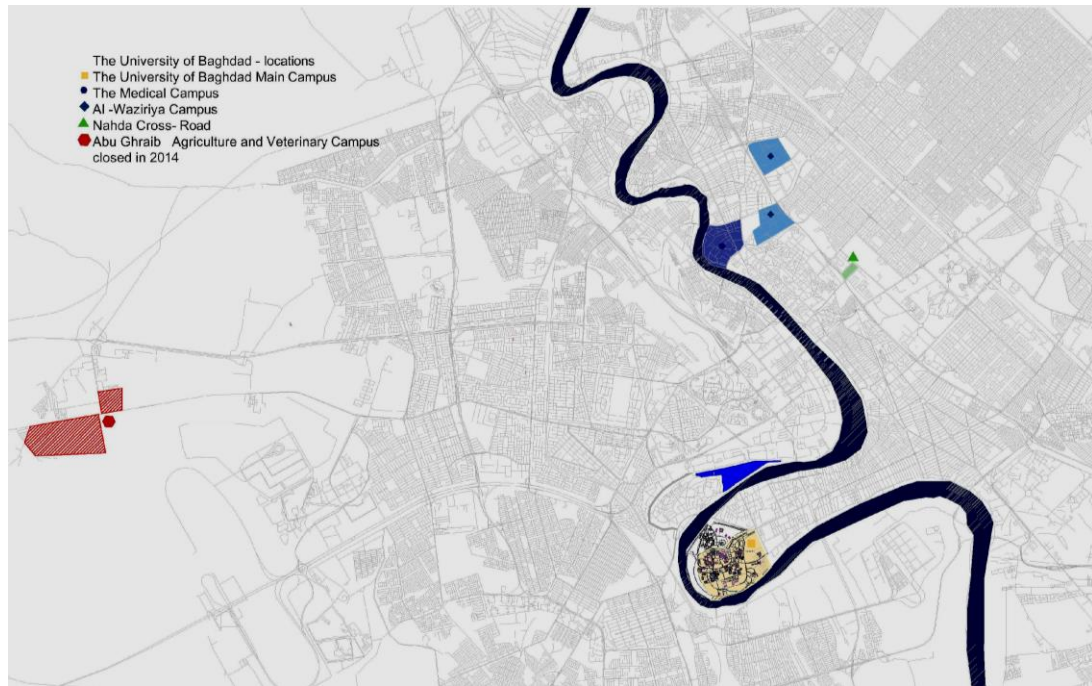 The University of Baghdad - locations
The University of Baghdad Main Campus
The Medical Campus
Al -Waziriya Campus
Nahda Cross- Road
Abu Ghraib Agriculture and Veterinary Campus
closed in 2014